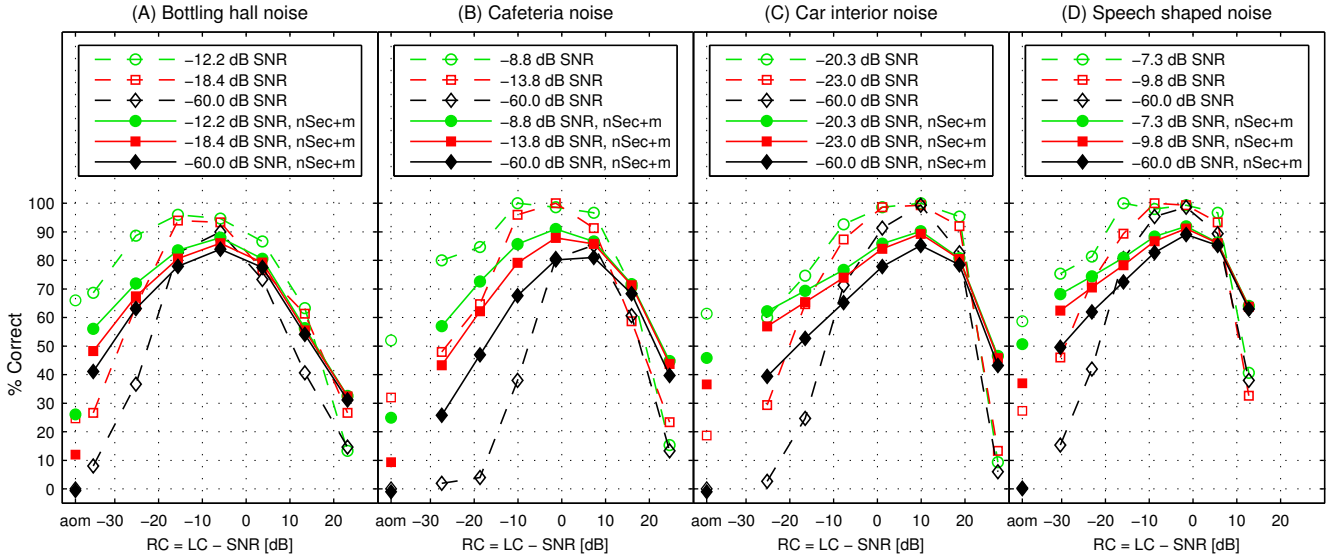 (A) Bottling hall noise
−12.2 dB SNR
−18.4 dB SNR
−60.0 dB SNR
−12.2 dB SNR, nSec+m
−18.4 dB SNR, nSec+m
−60.0 dB SNR, nSec+m
% Correct
100
90
80
70
60
50
40
30
20
10
0
aom −30 −20 −10 0 10 20
RC = LC − SNR [dB]
(B) Cafeteria noise
−8.8 dB SNR
−13.8 dB SNR
−60.0 dB SNR
−8.8 dB SNR, nSec+m
−13.8 dB SNR, nSec+m
−60.0 dB SNR, nSec+m
aom −30 −20 −10 0 10 20
RC = LC − SNR [dB]
(C) Car interior noise
−20.3 dB SNR
−23.0 dB SNR
−60.0 dB SNR
−20.3 dB SNR, nSec+m
−23.0 dB SNR, nSec+m
−60.0 dB SNR, nSec+m
aom −30 −20 −10 0 10 20
RC = LC − SNR [dB]
(D) Speech shaped noise
−7.3 dB SNR
−9.8 dB SNR
−60.0 dB SNR
−7.3 dB SNR, nSec+m
−9.8 dB SNR, nSec+m
−60.0 dB SNR, nSec+m
aom −30 −20 −10 0 10 20
RC = LC − SNR [dB]